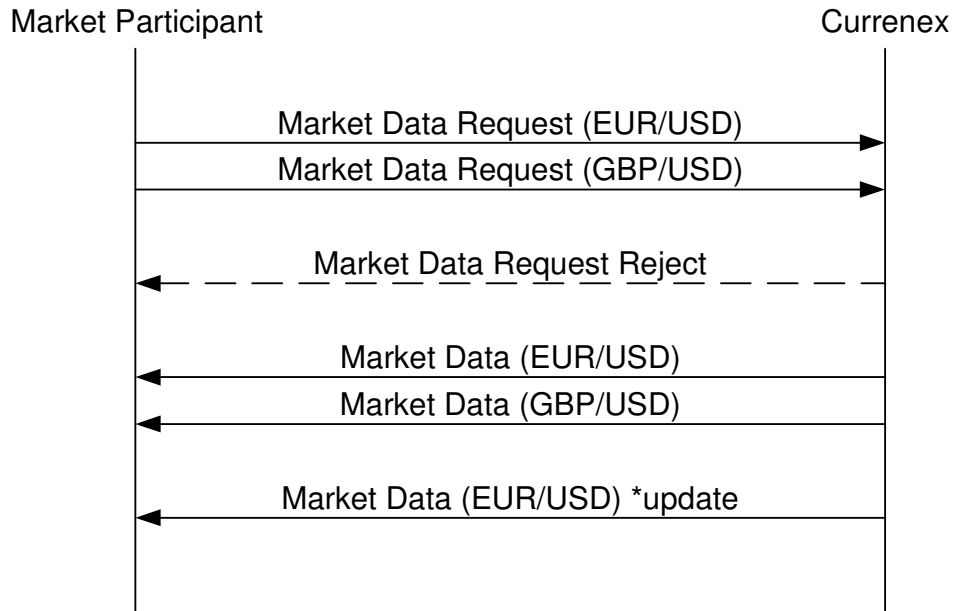 Market Participant
Currenex
Market Data Request (EUR/USD)
Market Data Request (GBP/USD)
Market Data Request Reject
Market Data (EUR/USD)
Market Data (GBP/USD)
Market Data (EUR/USD) *update